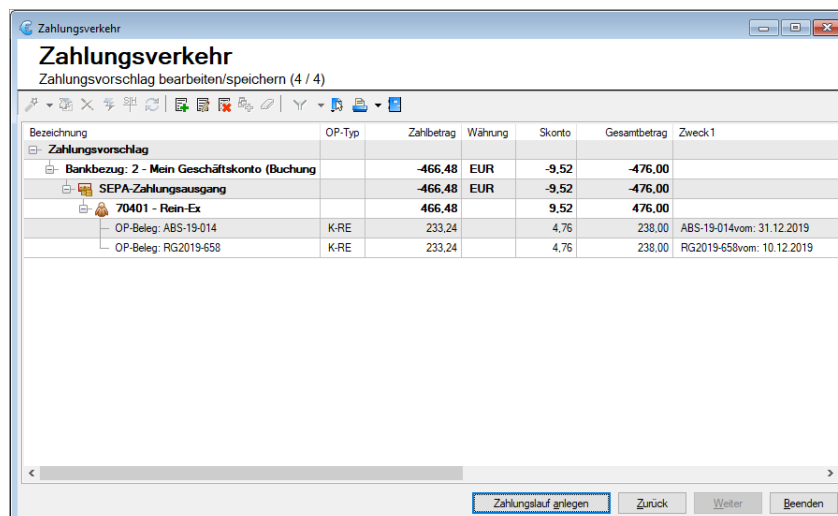 Zahlungsverkehr
Zahlungsverkehr
Zahlungsvorschlag bearbeiten/speichern (4 / 4)
Bezeichnung OP-Typ Zahlbetrag Währung Skonto Gesamtbetrag Zweck1
Zahlungsvorschlag
Bankbezug: 2 - Mein Geschäftskonto (Buchung -466,48 EUR -9,52 -476,00
SEPA-Zahlungsausgang -466,48 EUR -9,52 -476,00
70401 - Rein-Ex 466,48 9,52 476,00
OP-Beleg: ABS-19-014 K-RE 233,24 4,76 238,00 ABS-19-014vom: 31.12.2019
OP-Beleg: RG2019-658 K-RE 233,24 4,76 238,00 RG2019-658vom: 10.12.2019
Zahlungslauf anlegen Zurück Weiter Beenden